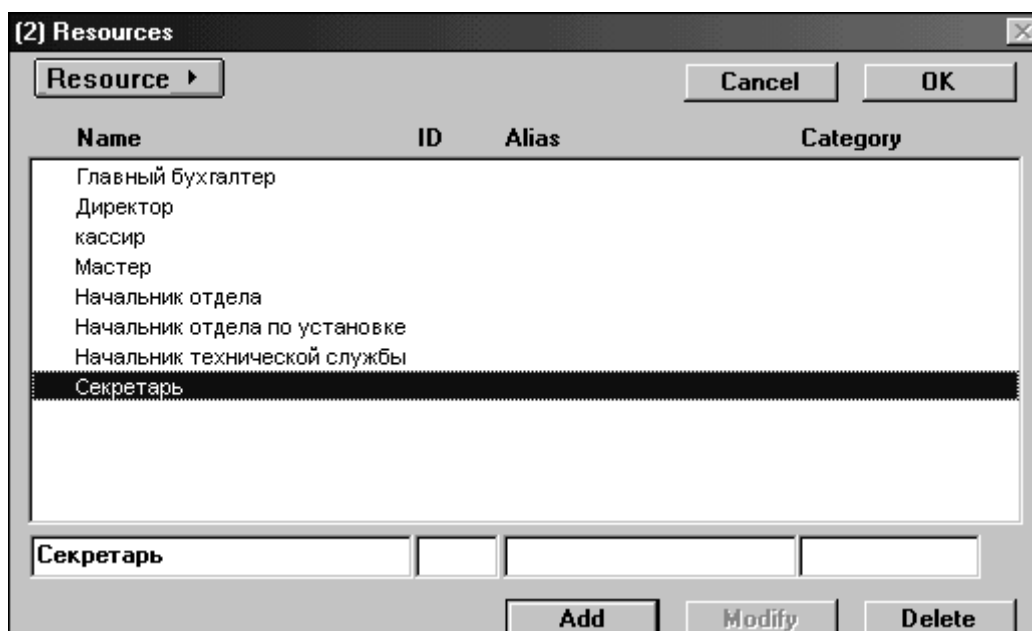 (2) Resources
Resource
Cancel OK
Name ID Alias Category
Главный бухгалтер
Директор
кассир
Мастер
Начальник отдела
Начальник отдела по установке
Начальник технической службы
Секретарь
Секретарь
Add Modify Delete